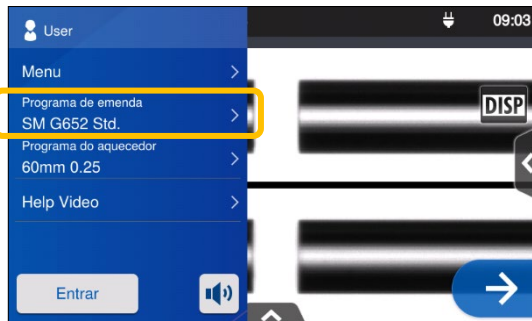 User
09:03
Menu
Programa de emenda
SM G652 Std.
DISP
Programa do aquecedor
60mm 0.25
Help Video
Entrar